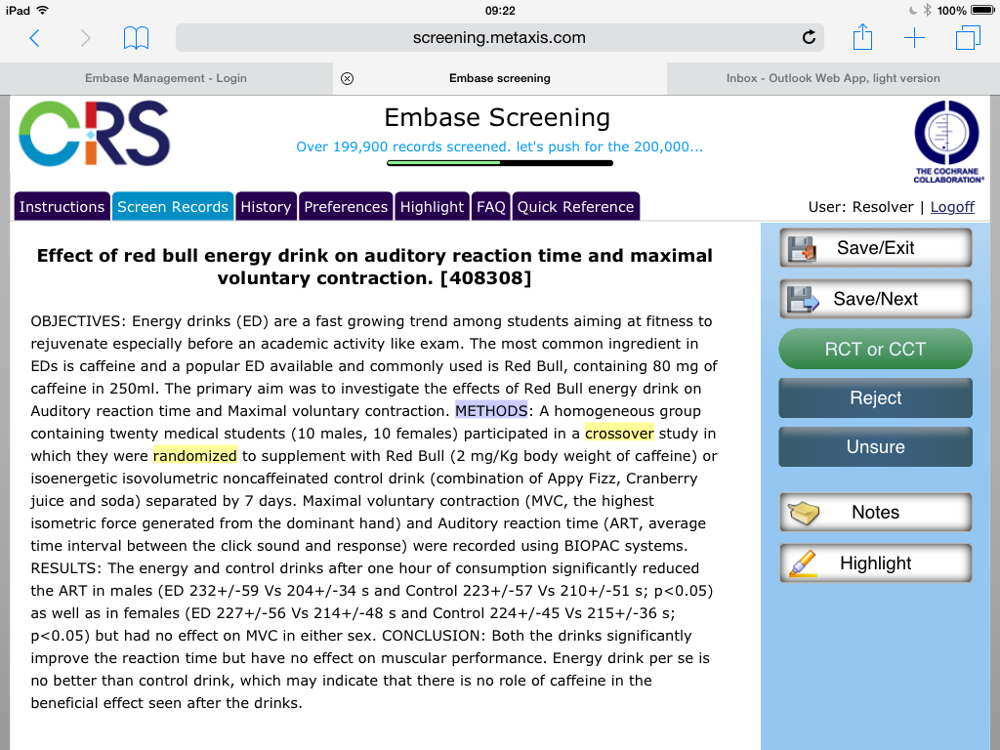 iPad 09:22 100%
screening.metaxis.com
Embase Management - Login Embase screening Inbox - Outlook Web App, light version
CRS
Embase Screening
Over 199,900 records screened. let's push for the 200,000...
THE COCHRANE
COLLABORATION®
Instructions Screen Records History Preferences Highlight FAQ Quick Reference User: Resolver | Logoff
Effect of red bull energy drink on auditory reaction time and maximal
voluntary contraction. [408308]
OBJECTIVES: Energy drinks (ED) are a fast growing trend among students aiming at fitness to
rejuvenate especially before an academic activity like exam. The most common ingredient in
EDs is caffeine and a popular ED available and commonly used is Red Bull, containing 80 mg of
caffeine in 250ml. The primary aim was to investigate the effects of Red Bull energy drink on
Auditory reaction time and Maximal voluntary contraction. METHODS: A homogeneous group
containing twenty medical students (10 males, 10 females) participated in a crossover study in
which they were randomized to supplement with Red Bull (2 mg/Kg body weight of caffeine) or
isoenergetic isovolumetric noncaffeinated control drink (combination of Appy Fizz, Cranberry
juice and soda) separated by 7 days. Maximal voluntary contraction (MVC, the highest
isometric force generated from the dominant hand) and Auditory reaction time (ART, average
time interval between the click sound and response) were recorded using BIOPAC systems.
RESULTS: The energy and control drinks after one hour of consumption significantly reduced
the ART in males (ED 232+/-59 Vs 204+/-34 s and Control 223+/-57 Vs 210+/-51 s; p<0.05)
as well as in females (ED 227+/-56 Vs 214+/-48 s and Control 224+/-45 Vs 215+/-36 s;
p<0.05) but had no effect on MVC in either sex. CONCLUSION: Both the drinks significantly
improve the reaction time but have no effect on muscular performance. Energy drink per se is
no better than control drink, which may indicate that there is no role of caffeine in the
beneficial effect seen after the drinks.
Save/Exit
Save/Next
RCT or CCT
Reject
Unsure
Notes
Highlight